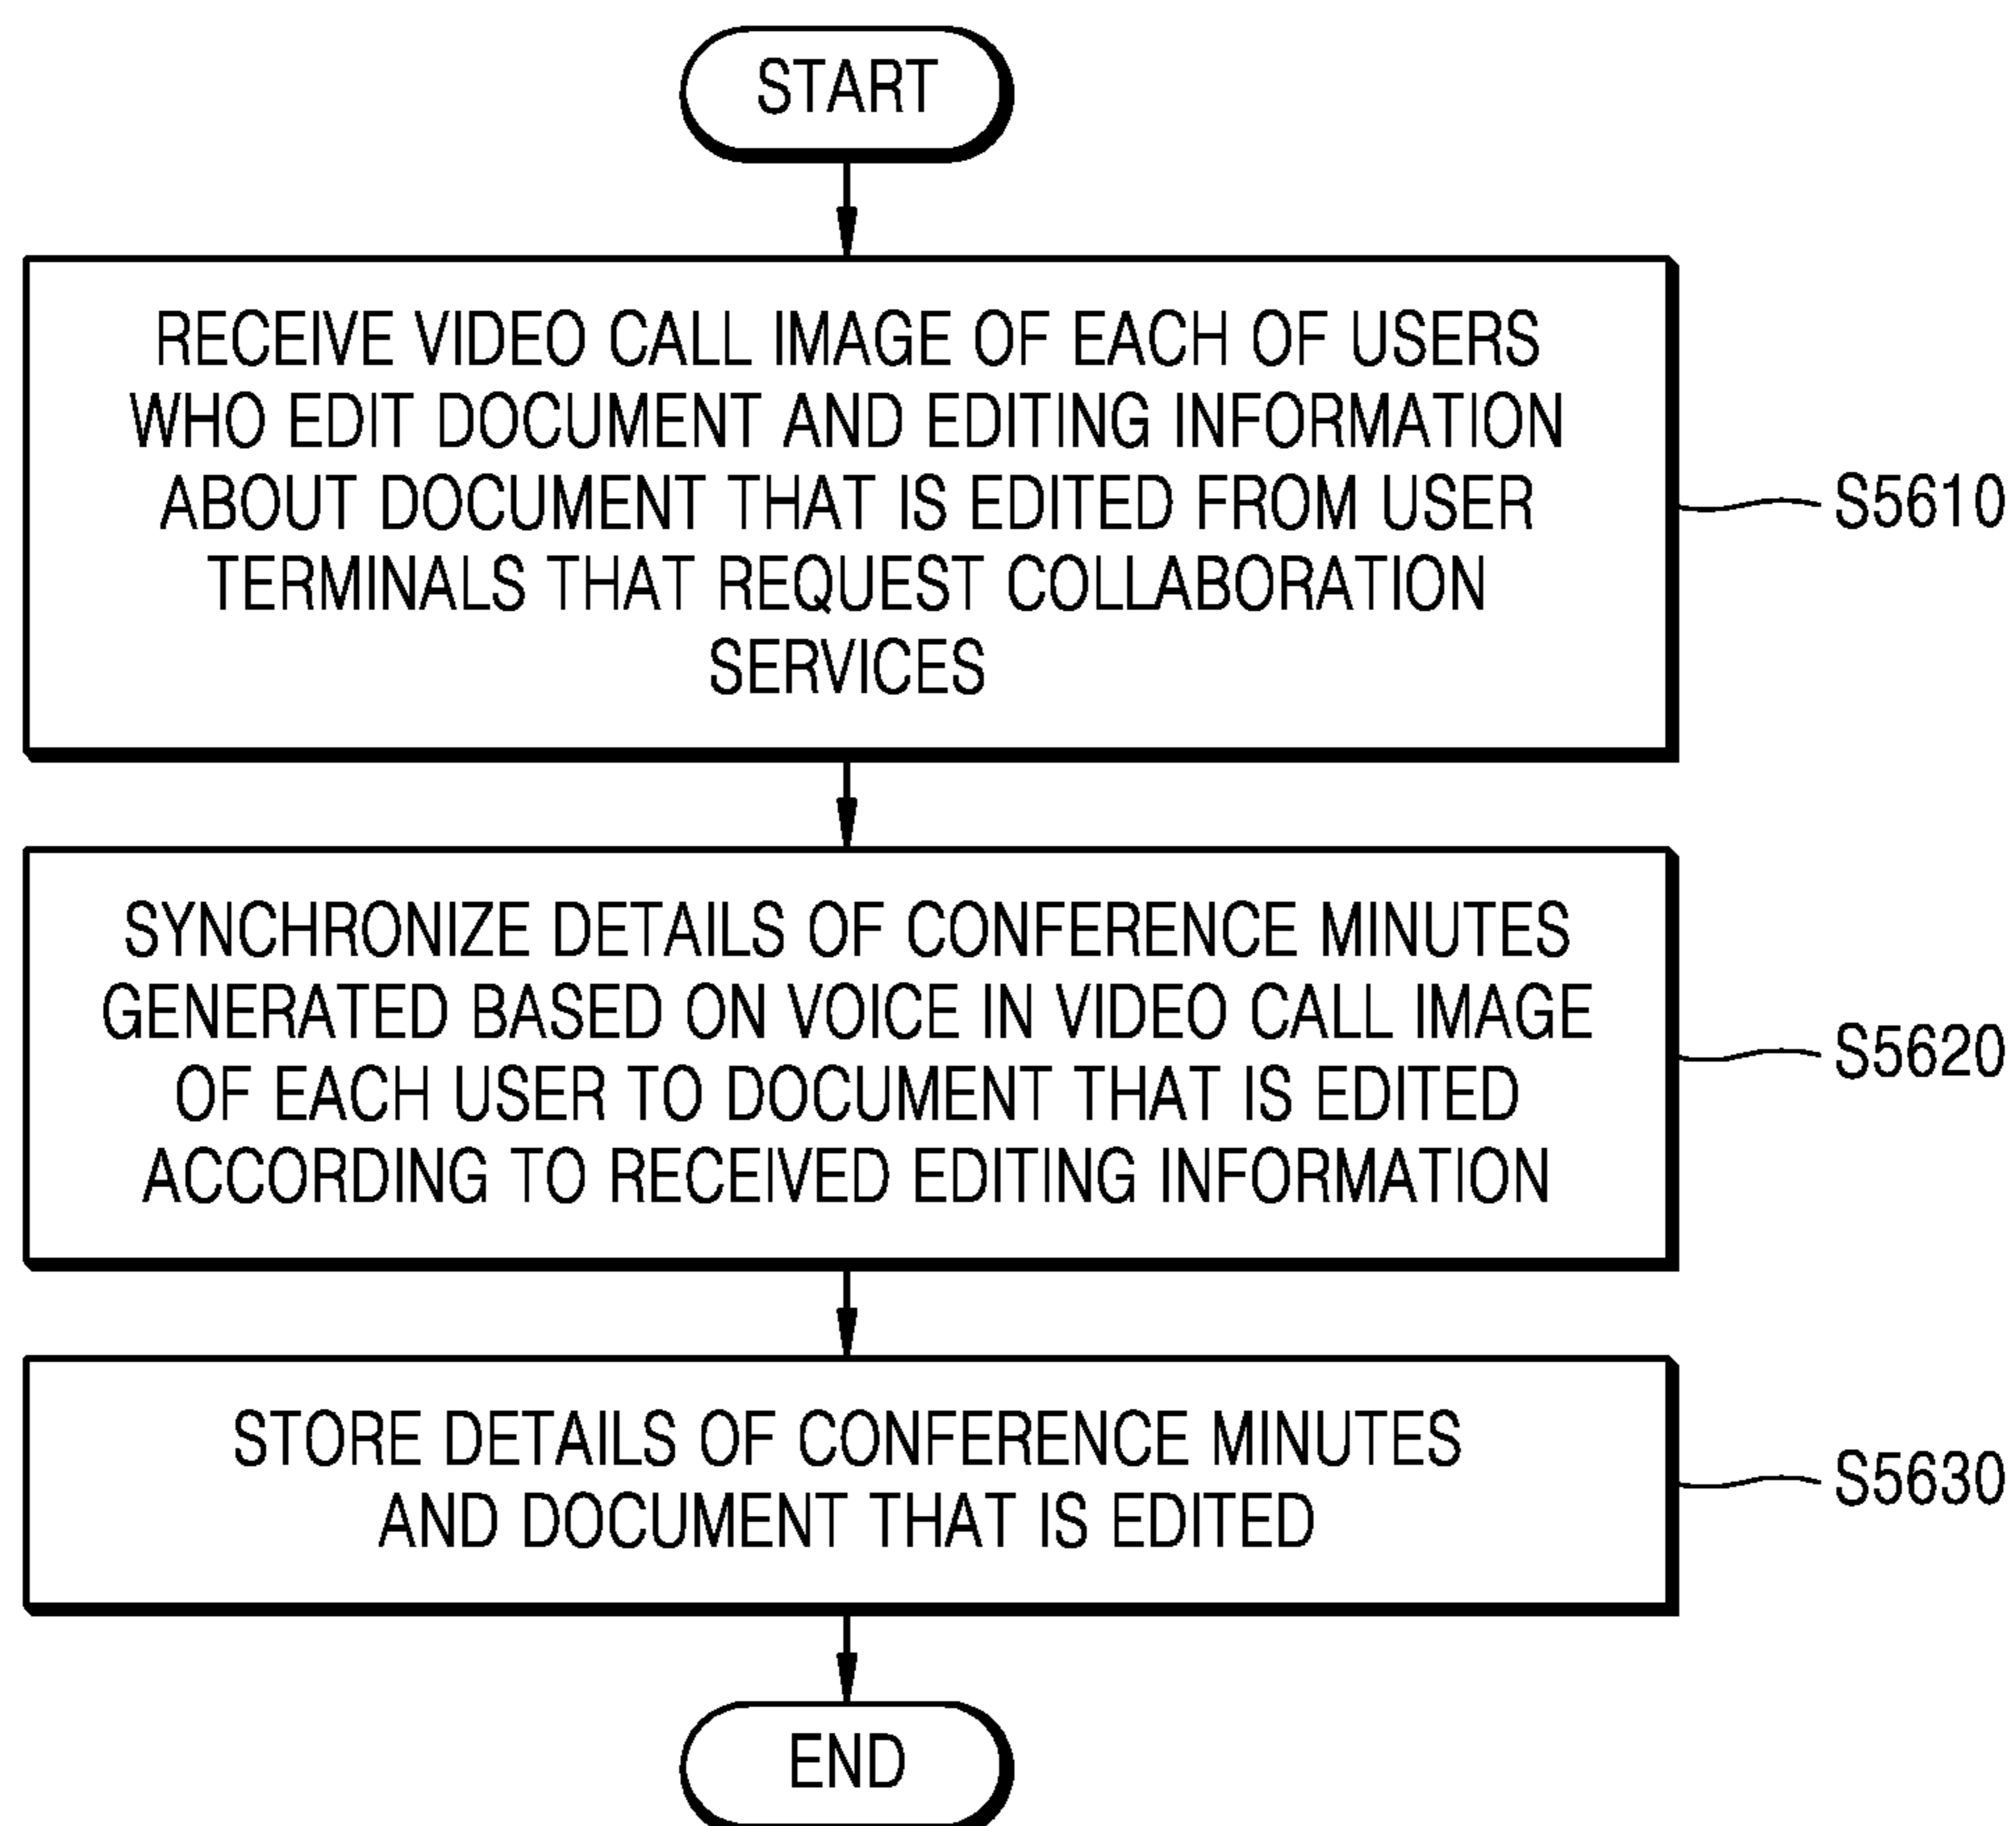 START
RECEIVE VIDEO CALL IMAGE OF EACH OF USERS
WHO EDIT DOCUMENT AND EDITING INFORMATION
ABOUT DOCUMENT THAT IS EDITED FROM USER
TERMINALS THAT REQUEST COLLABORATION
SERVICES
S5610
SYNCHRONIZE DETAILS OF CONFERENCE MINUTES
GENERATED BASED ON VOICE IN VIDEO CALL IMAGE
OF EACH USER TO DOCUMENT THAT IS EDITED
ACCORDING TO RECEIVED EDITING INFORMATION
S5620
STORE DETAILS OF CONFERENCE MINUTES
AND DOCUMENT THAT IS EDITED
S5630
END